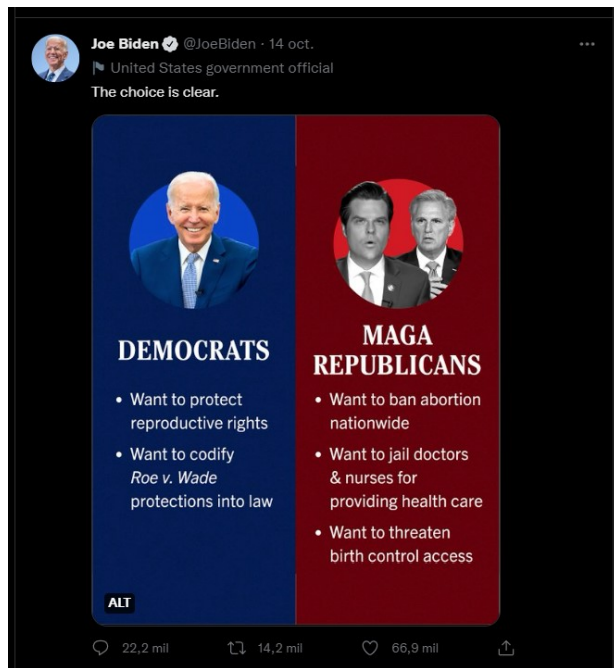 Joe Biden @JoeBiden · 14 oct.
United States government official
The choice is clear.
DEMOCRATS
• Want to protect
reproductive rights
• Want to codify
Roe v. Wade
protections into law
MAGA
REPUBLICANS
• Want to ban abortion
nationwide
• Want to jail doctors
& nurses for
providing health care
• Want to threaten
birth control access
ALT
22,2 mil 14,2 mil 66,9 mil